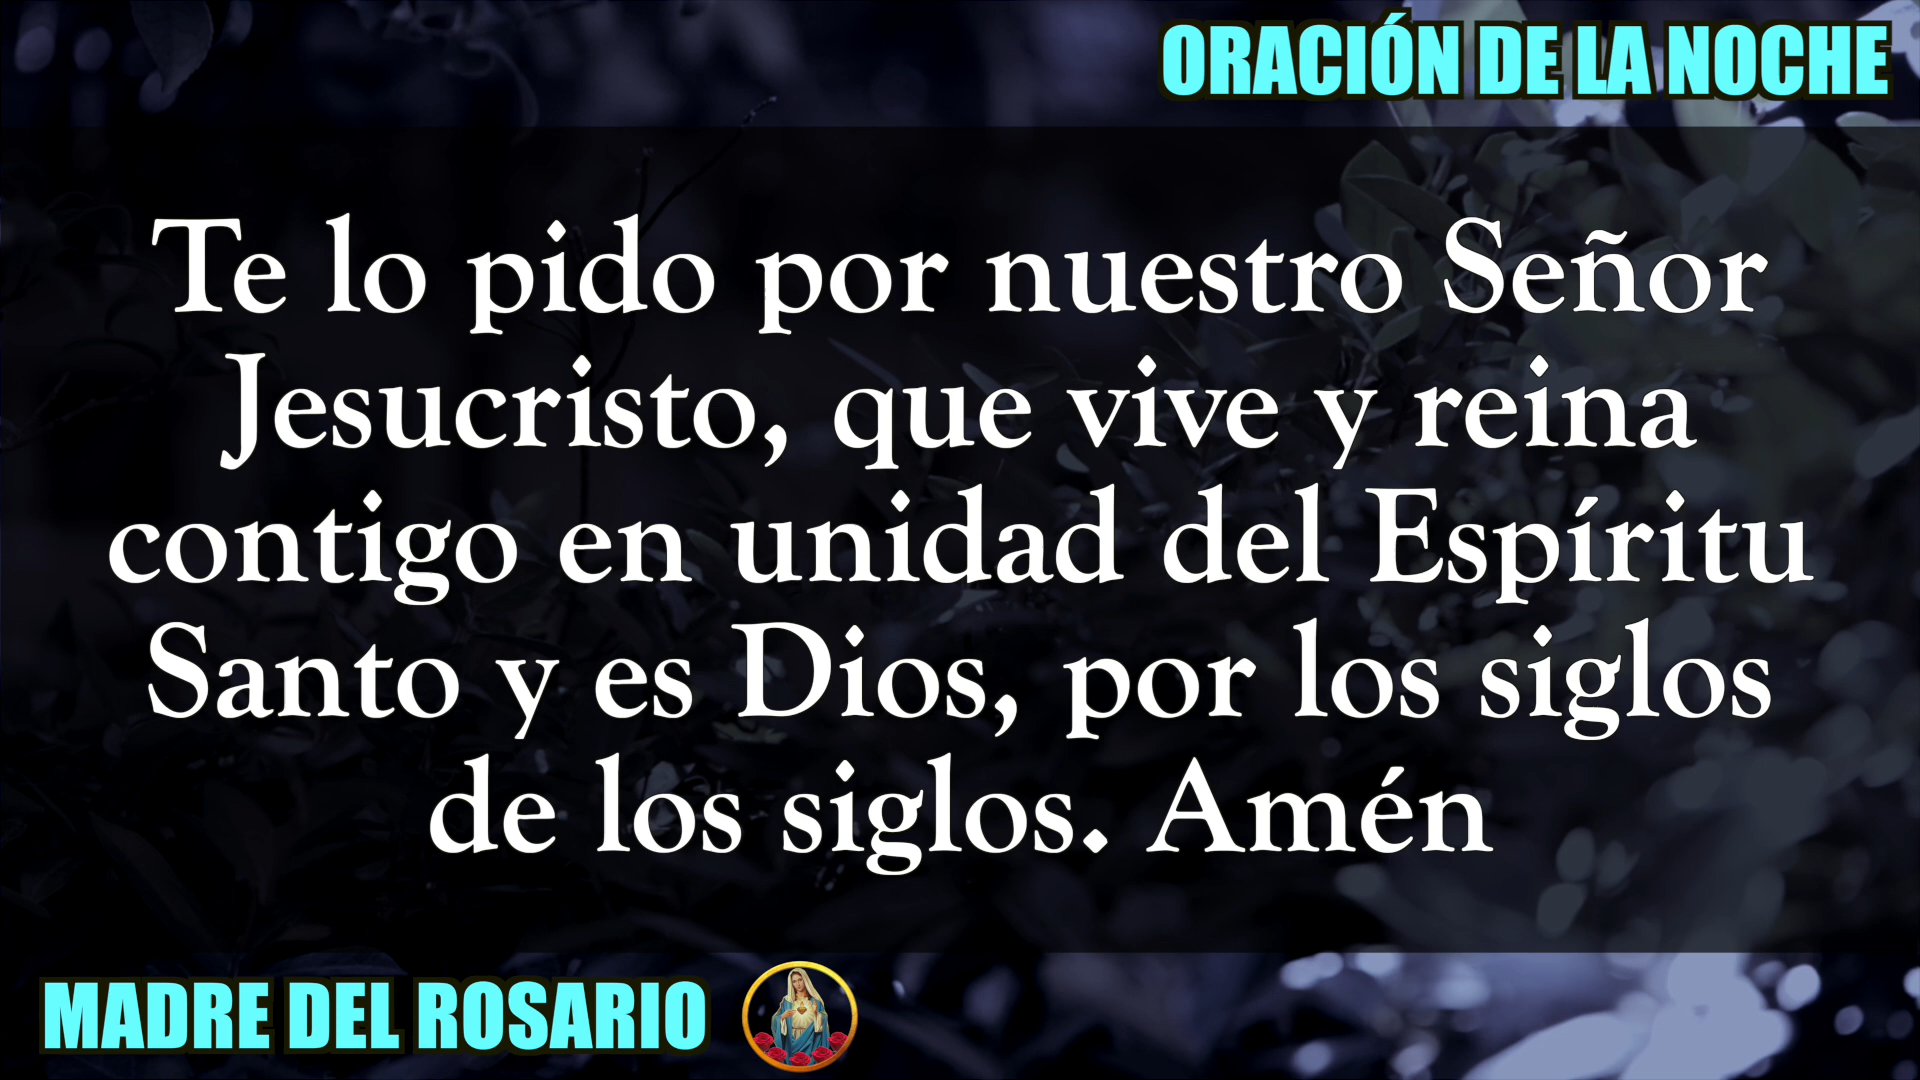 ORACIÓN DE LA NOCHE
Te lo pido por nuestro Señor
Jesucristo, que vive y reina
contigo en unidad del Espíritu
Santo y es Dios, por los siglos
de los siglos. Amén
MADRE DEL ROSARIO